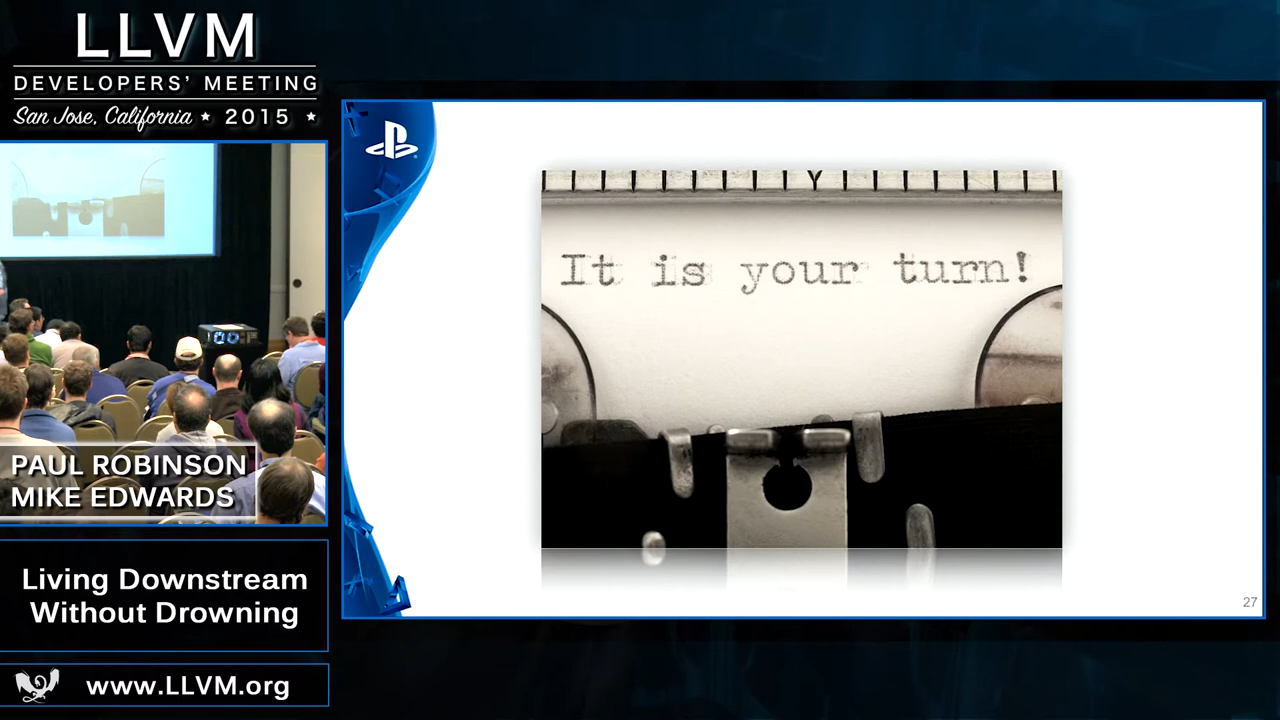 LLVM
DEVELOPERS' MEETING
San Jose, California ★ 2015 ★
PAUL ROBINSON
MIKE EDWARDS
Living Downstream
Without Drowning
www.LLVM.org
It is your turn!
27